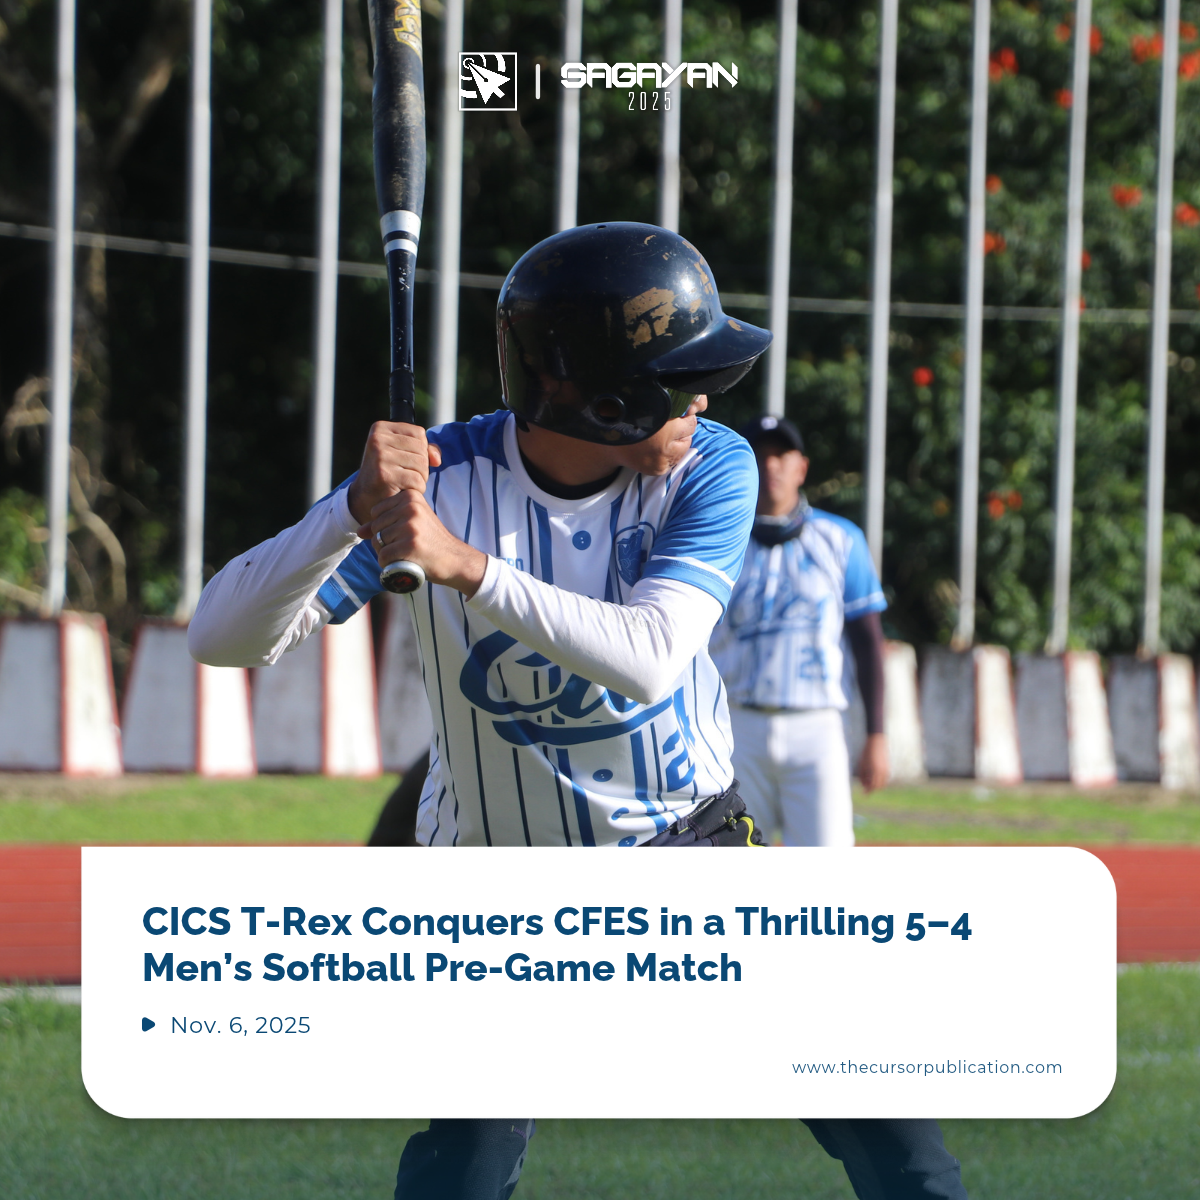 SAGAYAN
2025
24
CICS T-Rex Conquers CFES in a Thrilling 5–4
Men's Softball Pre-Game Match
Nov. 6, 2025
www.thecursorpublication.com